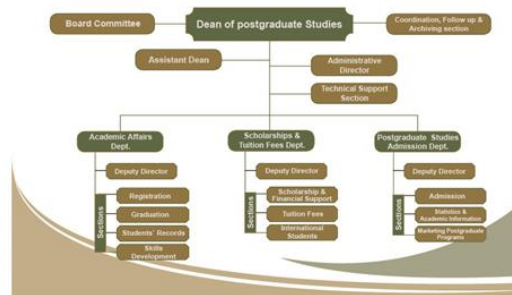 Board Committee
Dean of postgraduate Studies
Coordination, Follow up &
Archiving section
Assistant Dean
Administrative
Director
Technical Support
Section
Academic Affairs
Dept.
Scholarships &
Tuition Fees Dept.
Postgraduate Studies
Admission Dept.
Deputy Director
Deputy Director
Deputy Director
Sections
Registration
Graduation
Students' Records
Skills
Development
Sections
Scholarship &
Financial Support
Tuition Fees
International
Students
Sections
Admission
Statistics &
Academic Information
Marketing Postgraduate
Programs